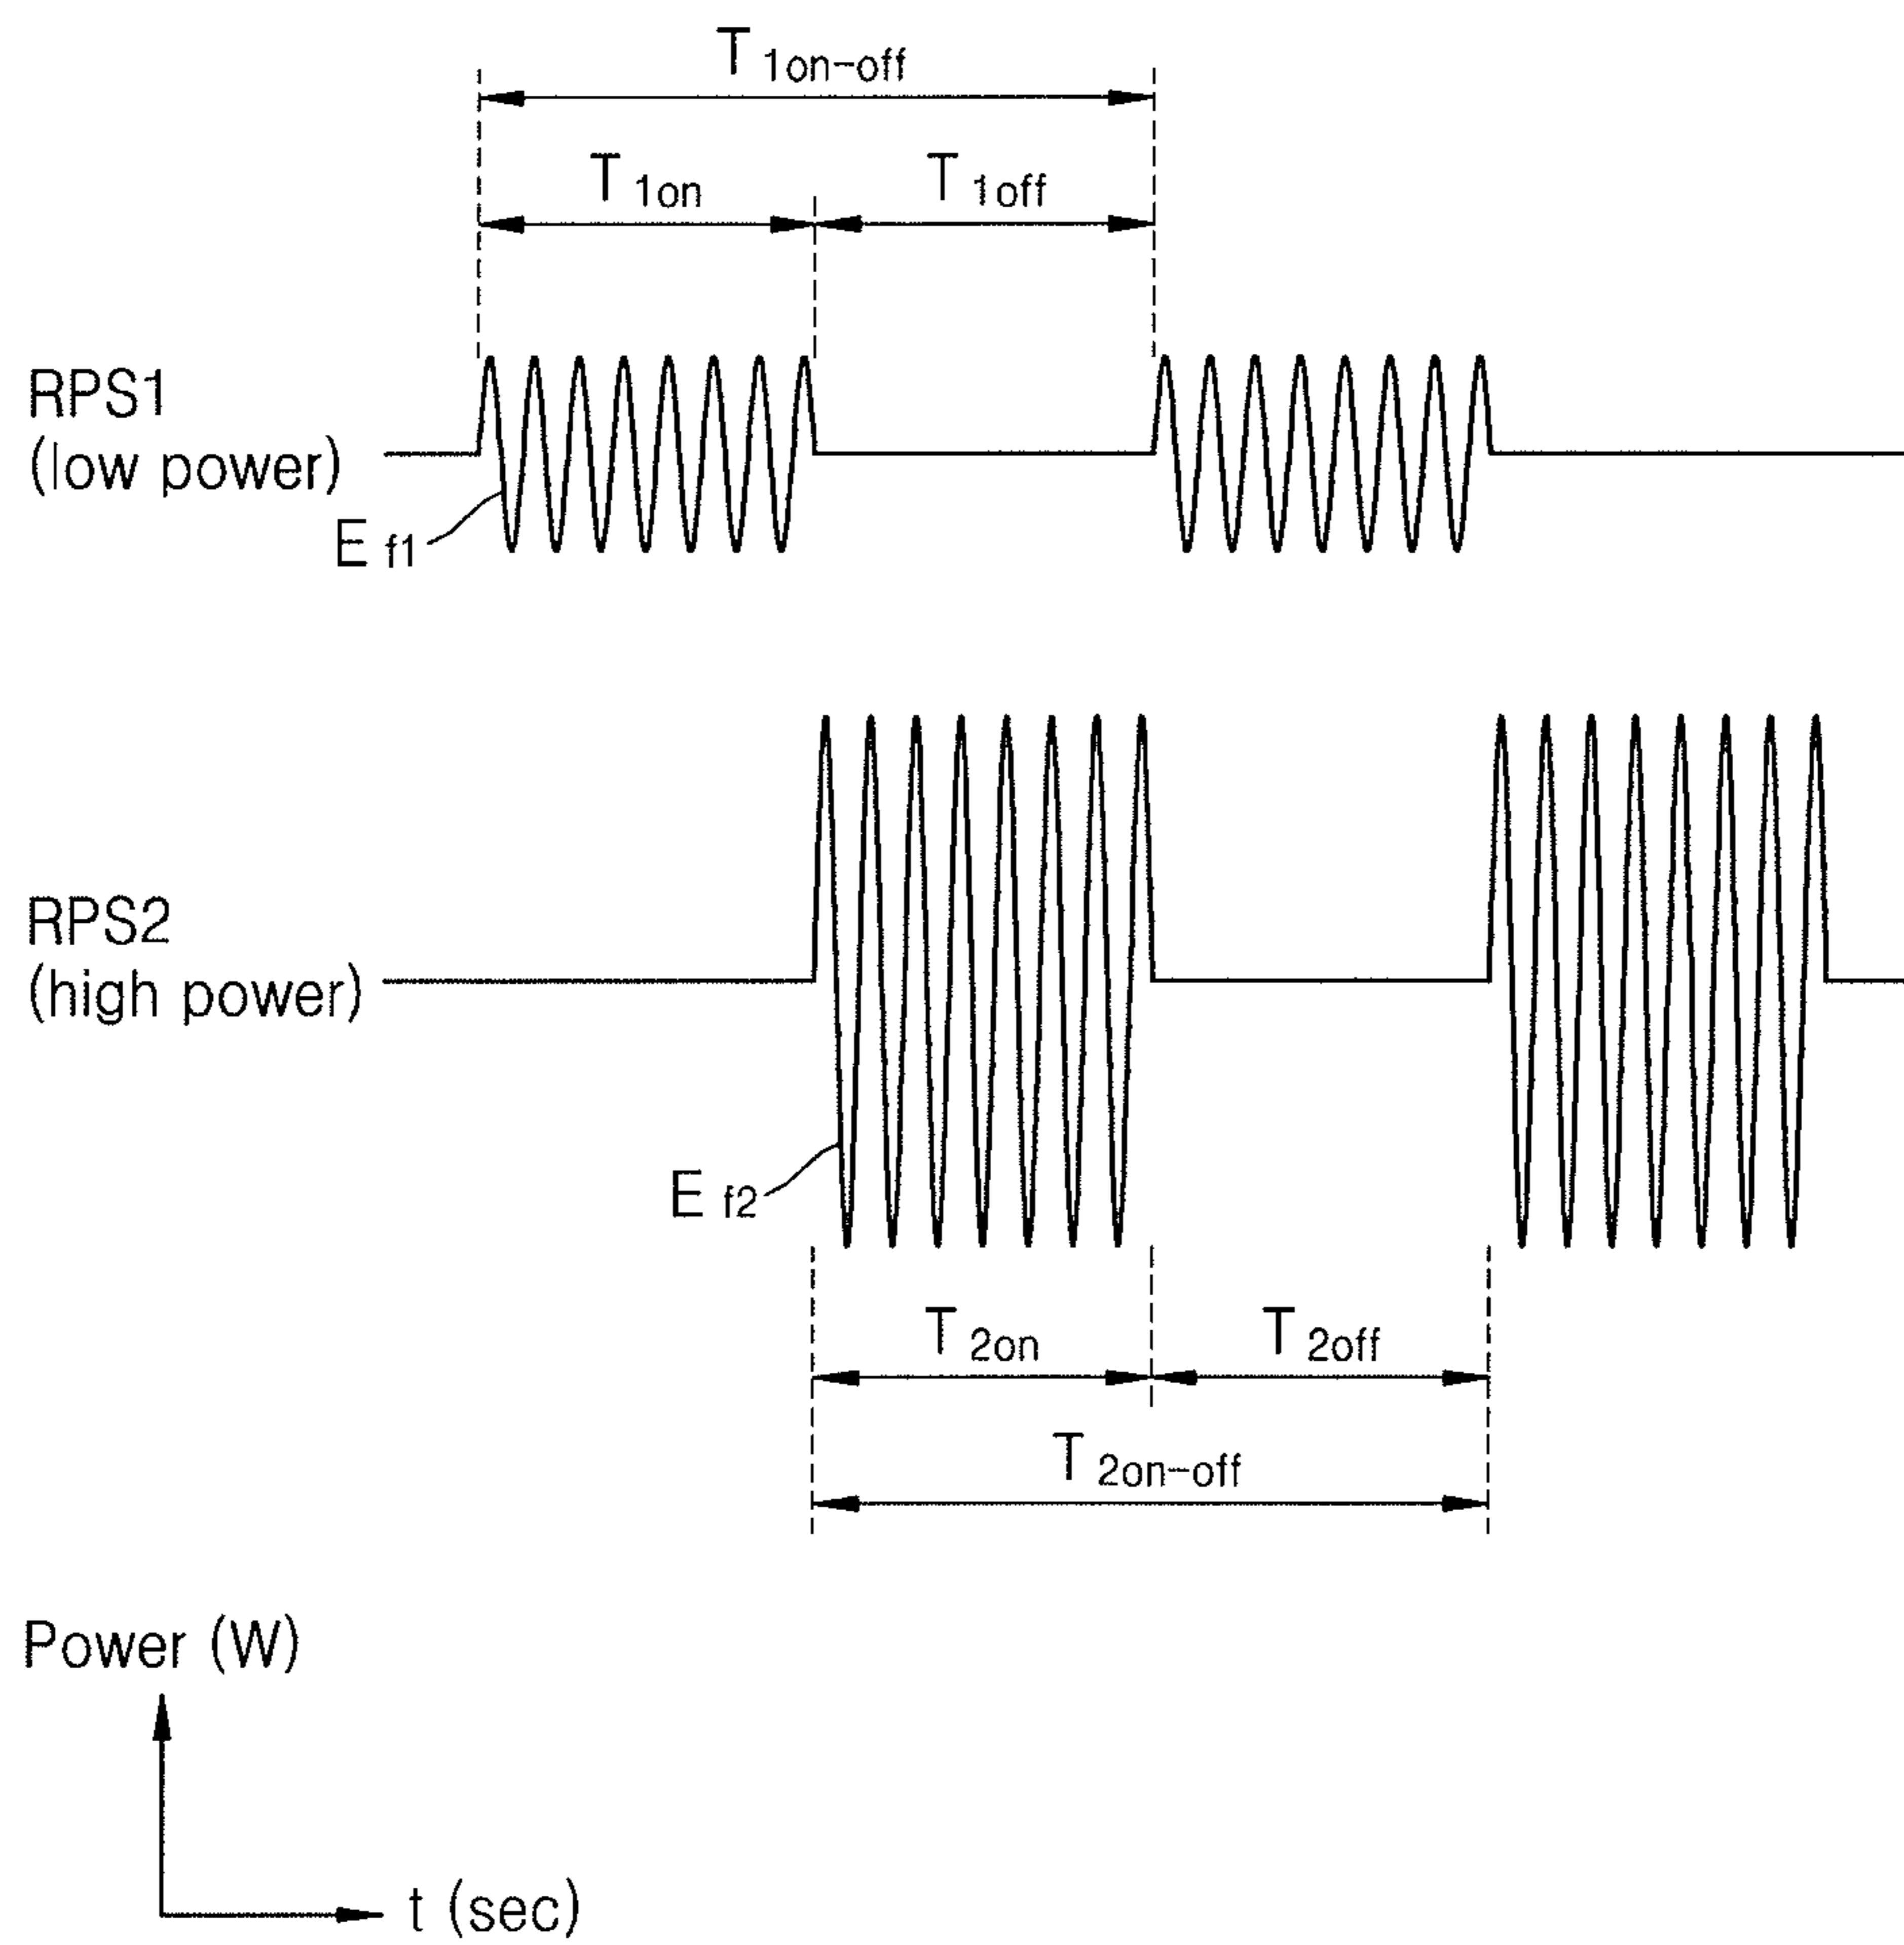 T 1on-off
T 1on
T 1off
RPS1
(low power)
E f1
RPS2
(high power)
E f2
T 2on
T 2off
T 2on-off
Power (W)
t (sec)